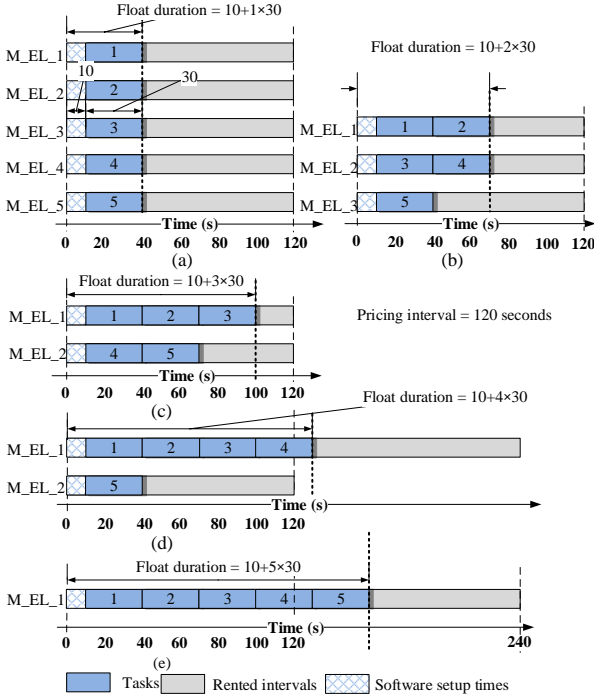 Float duration = 10+1×30
M_EL_1 1
10 30
M_EL_2 2
M_EL_3 3
M_EL_4 4
M_EL_5 5
Time (s)
0 20 40 60 80 100 120
(a)
Float duration = 10+2×30
M_EL_1 1 2
M_EL_2 3 4
M_EL_3 5
Time (s)
0 20 40 60 80 100 120
(b)
Float duration = 10+3×30
M_EL_1 1 2 3
Pricing interval = 120 seconds
M_EL_2 4 5
Time (s)
0 20 40 60 80 100 120
(c)
Float duration = 10+4×30
M_EL_1 1 2 3 4
M_EL_2 5
Time (s)
0 20 40 60 80 100 120
(d)
Float duration = 10+5×30
M_EL_1 1 2 3 4 5
Time (s)
0 20 40 60 80 100 120 240
(e)
Tasks Rented intervals Software setup times